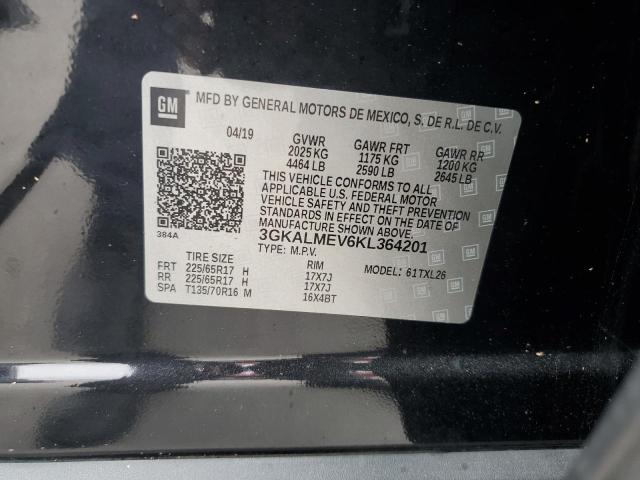 GM
MFD BY GENERAL MOTORS DE MEXICO, S. DE R.L. DE C.V.
04/19 GVWR GAWR FRT GAWR RR
2025 KG 1175 KG 1200 KG
4464 LB 2590 LB 2645 LB
THIS VEHICLE CONFORMS TO ALL
APPLICABLE U.S. FEDERAL MOTOR
VEHICLE SAFETY AND THEFT PREVENTION
STANDARDS IN EFFECT ON THE DATE OF
MANUFACTURE SHOWN ABOVE.
384A
3GKALMEV6KL364201
TYPE: M.P.V.
MODEL: 61TXL26
TIRE SIZE RIM
FRT 225/65R17 H 17X7J
RR 225/65R17 H 17X7J
SPA T135/70R16 M 16X4BT